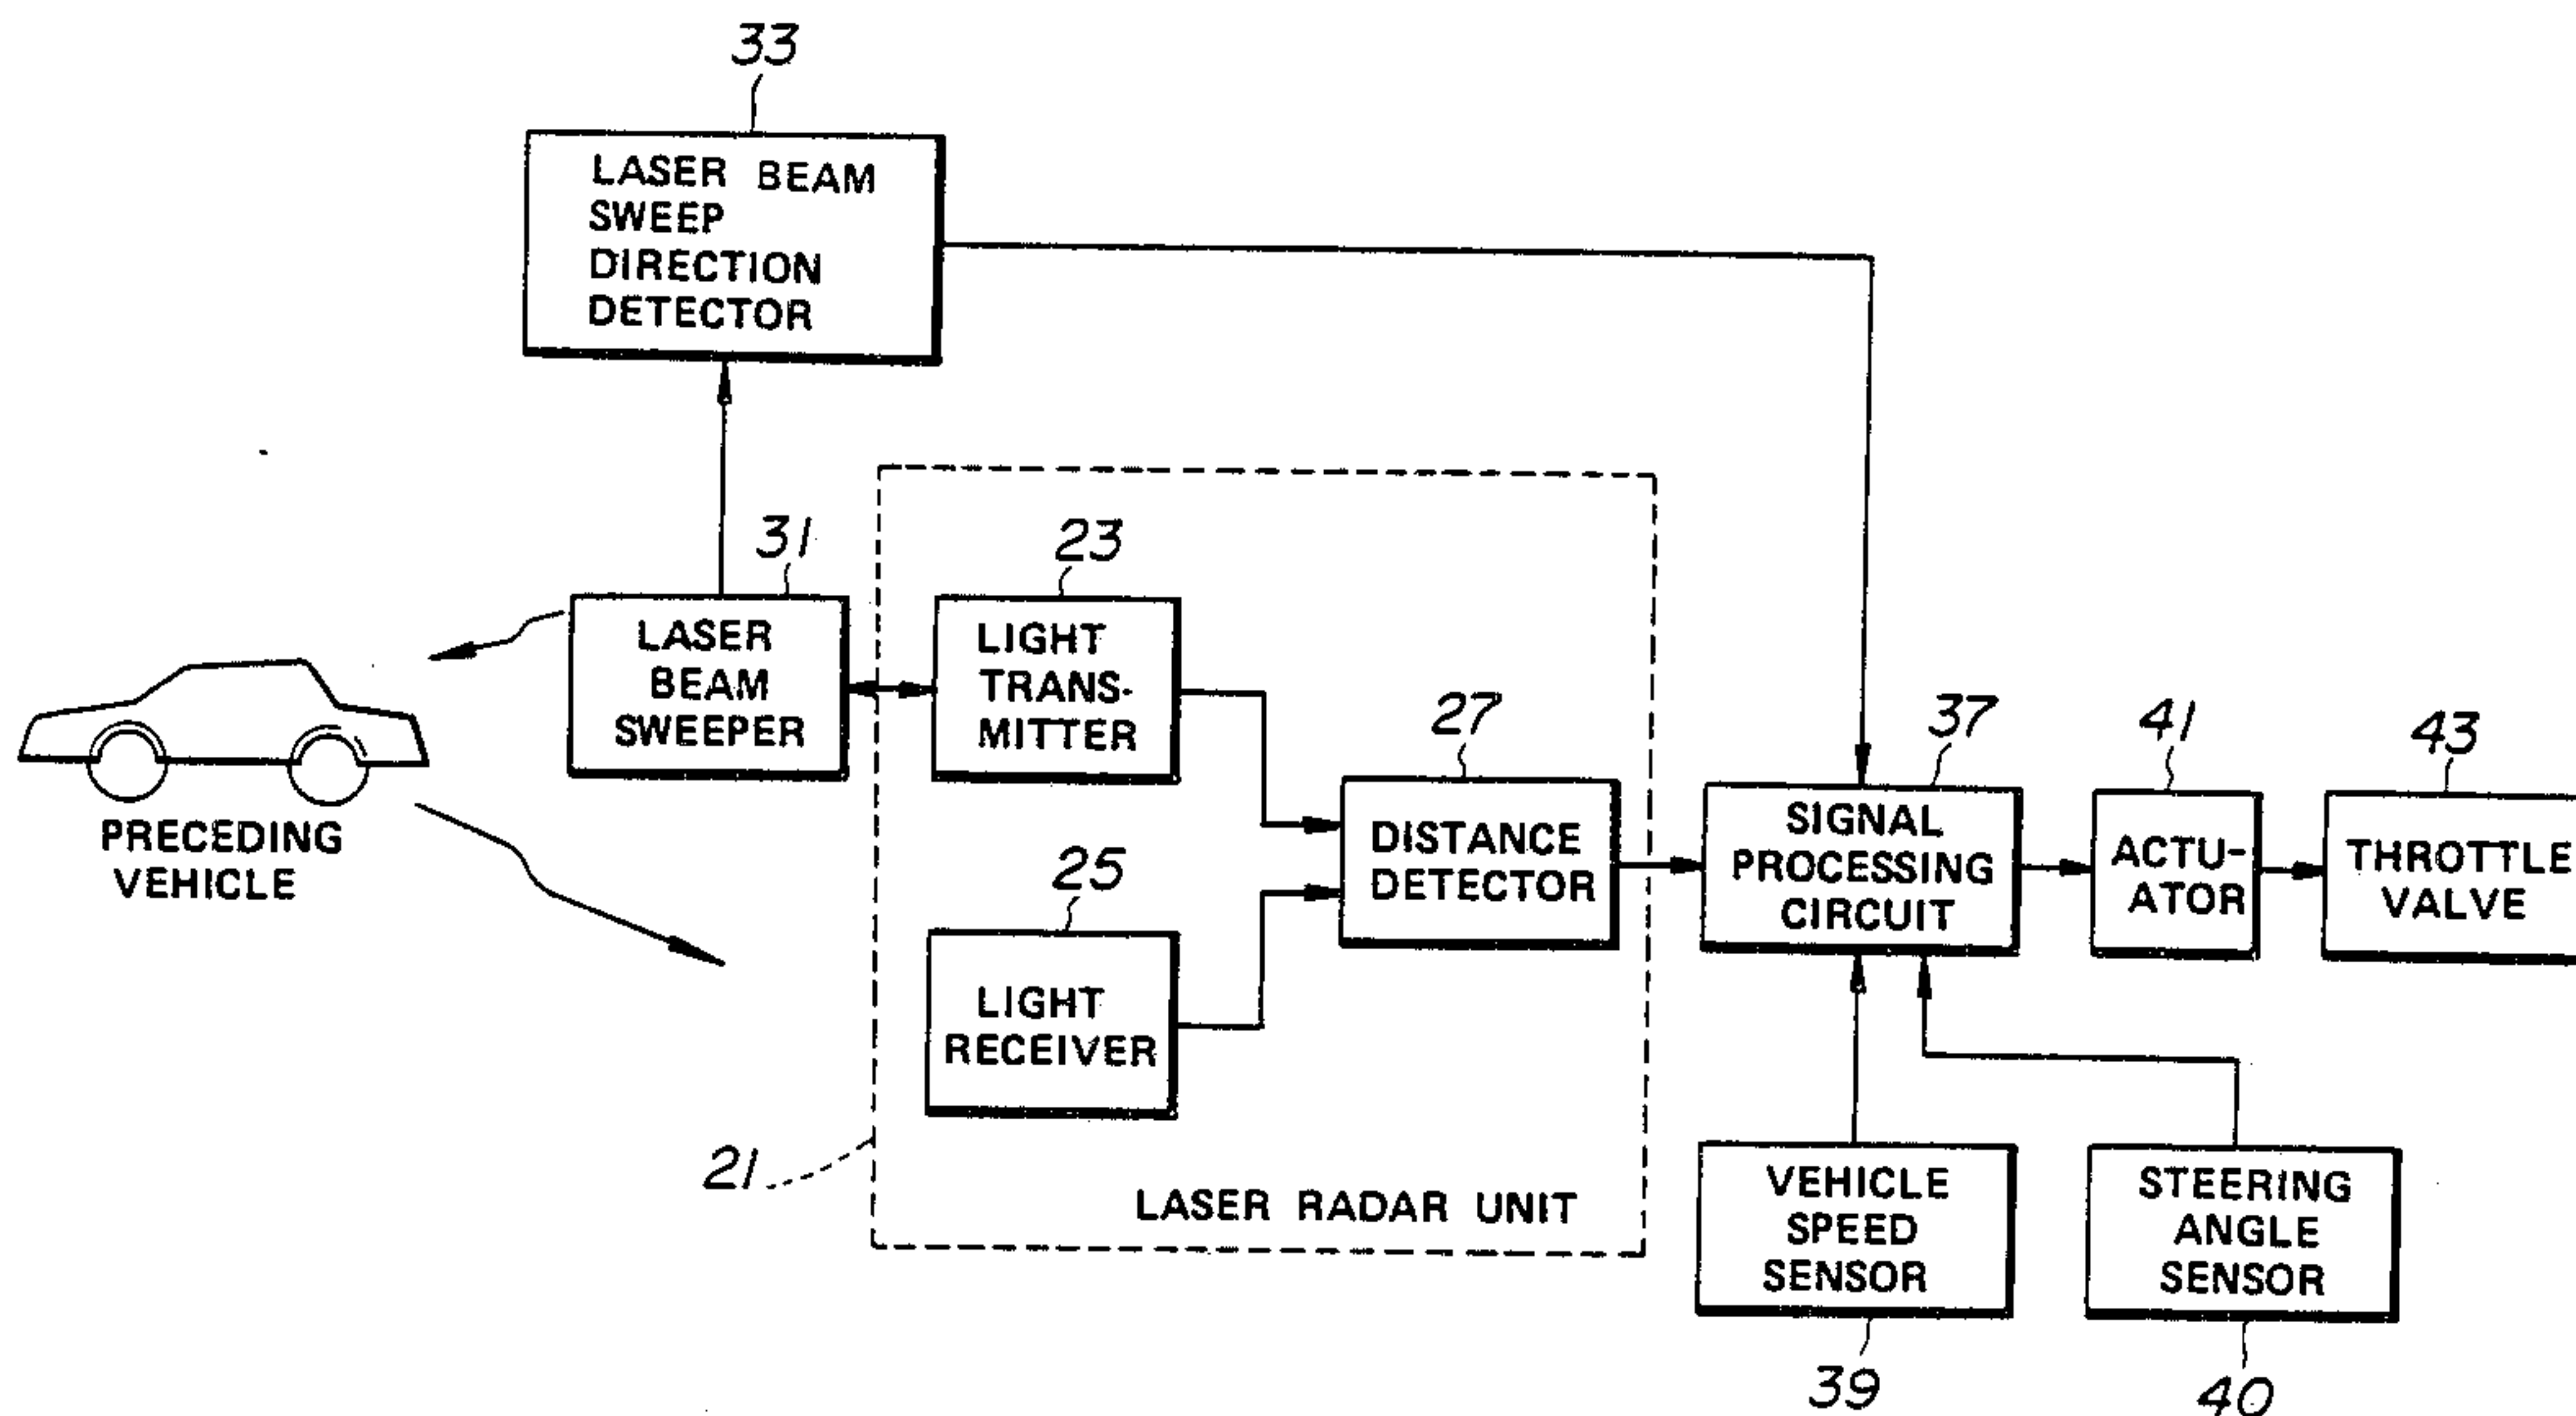 33
LASER BEAM
SWEEP
DIRECTION
DETECTOR
31
LASER
BEAM
SWEEPER
23
LIGHT
TRANS-
MITTER
27
DISTANCE
DETECTOR
25
LIGHT
RECEIVER
21
LASER RADAR UNIT
PRECEDING
VEHICLE
37
SIGNAL
PROCESSING
CIRCUIT
41
ACTU-
ATOR
43
THROTTLE
VALVE
VEHICLE
SPEED
SENSOR
39
STEERING
ANGLE
SENSOR
40